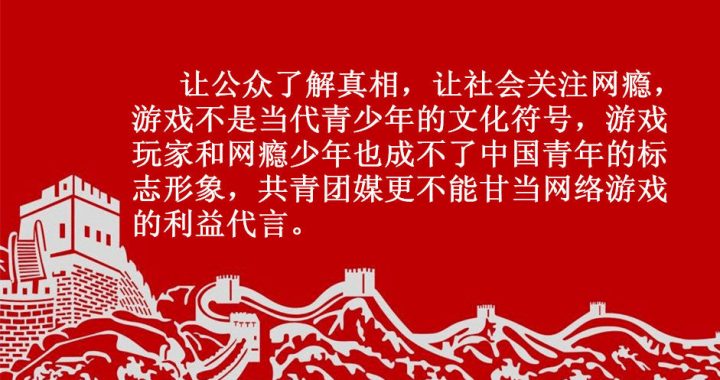 让公众了解真相，让社会关注网瘾，
游戏不是当代青少年的文化符号，游戏
玩家和网瘾少年也成不了中国青年的标
志形象，共青团媒更不能甘当网络游戏
的利益代言。